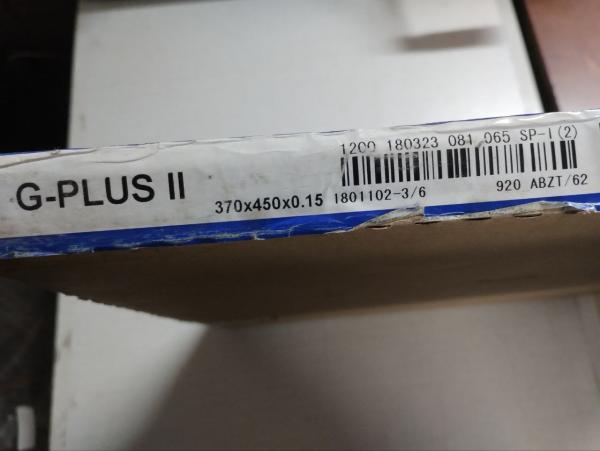 1200 180323 081 065 SP-I(2)
G-PLUS II
370x450x0.15 1801102-3/6
920 ABZT/62